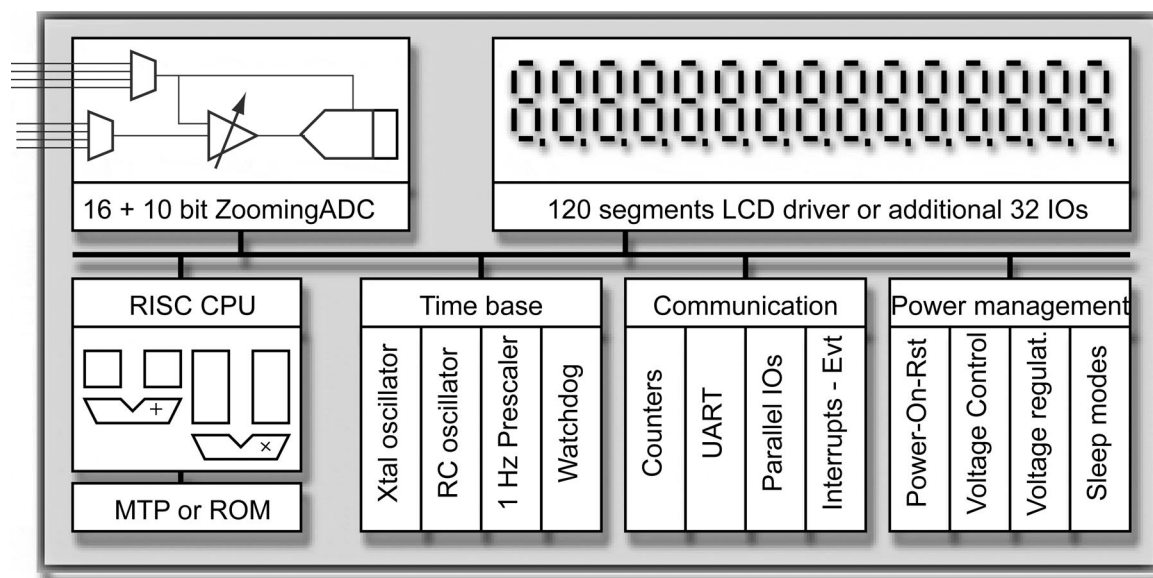 16 + 10 bit ZoomingADC
120 segments LCD driver or additional 32 IOs
RISC CPU
+
×
MTP or ROM
Time base
Xtal oscillator
RC oscillator
1 Hz Prescaler
Watchdog
Communication
Counters
UART
Parallel IOs
Interrupts - Evt
Power management
Power-On-Rst
Voltage Control
Voltage regulat.
Sleep modes